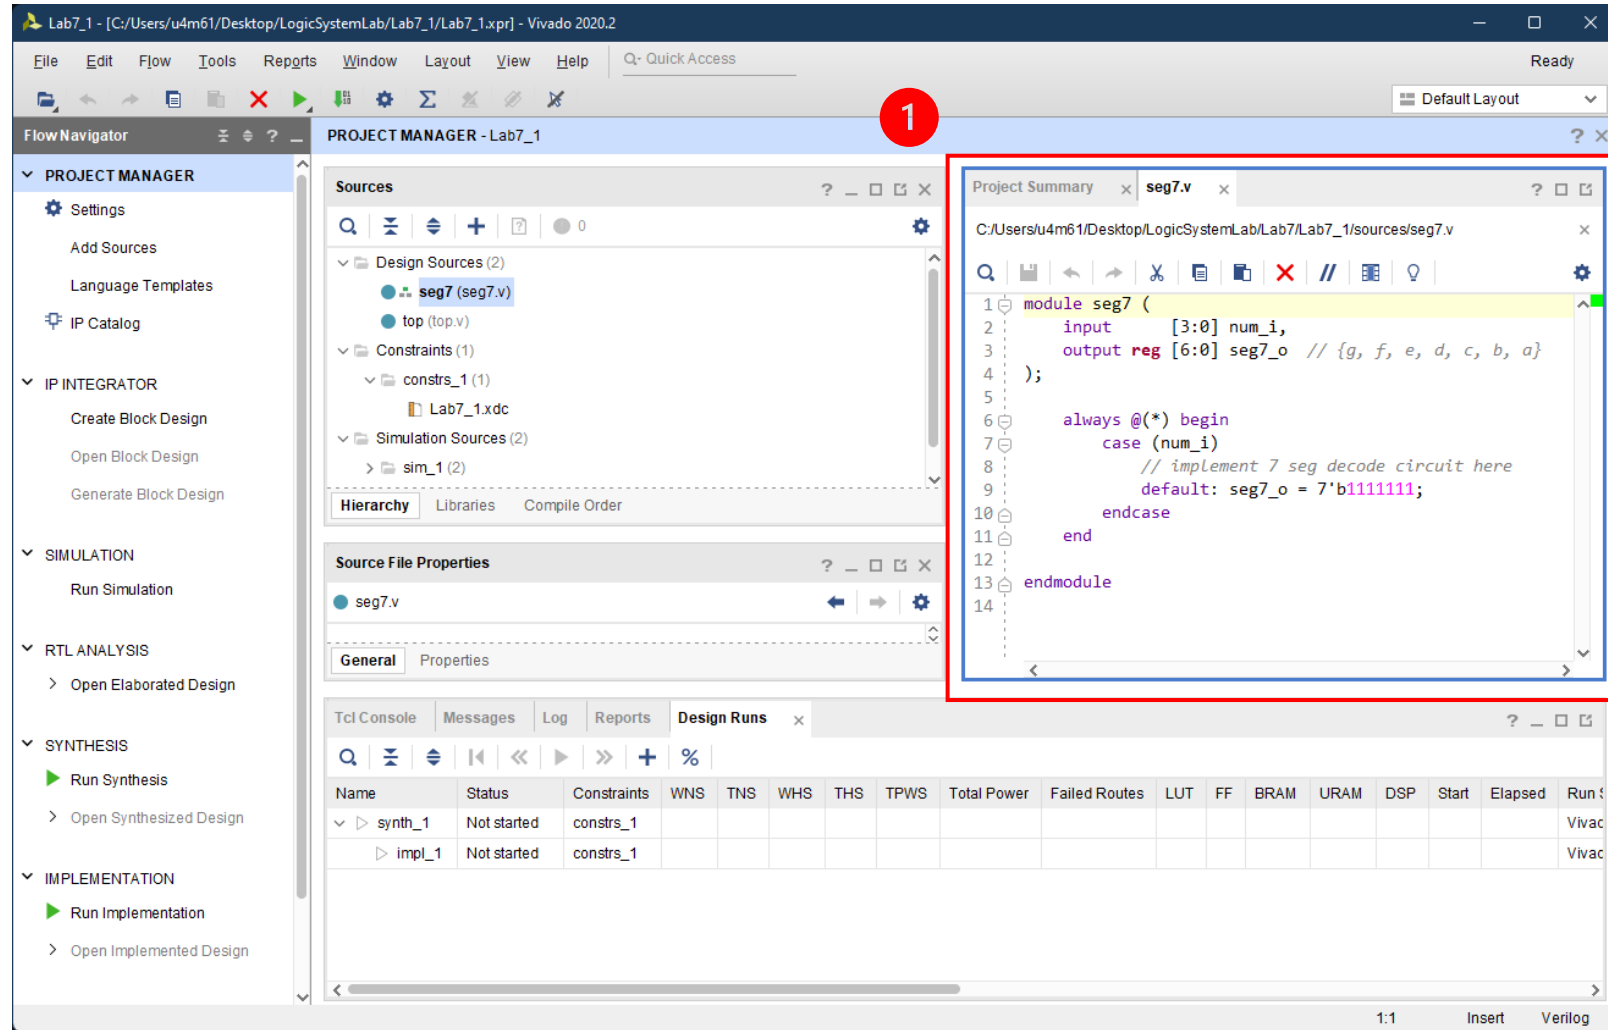 Lab7_1 - [C:/Users/u4m61/Desktop/LogicSystemLab/Lab7_1/Lab7_1.xpr] - Vivado 2020.2
File Edit Flow Tools Reports Window Layout View Help Quick Access Ready
Default Layout
1
Flow Navigator
PROJECT MANAGER - Lab7_1
PROJECT MANAGER
Settings
Add Sources
Language Templates
IP Catalog
IP INTEGRATOR
Create Block Design
Open Block Design
Generate Block Design
SIMULATION
Run Simulation
RTL ANALYSIS
Open Elaborated Design
SYNTHESIS
Run Synthesis
Open Synthesized Design
IMPLEMENTATION
Run Implementation
Open Implemented Design
Sources
0
Design Sources (2)
seg7 (seg7.v)
top (top.v)
Constraints (1)
constrs_1 (1)
Lab7_1.xdc
Simulation Sources (2)
sim_1 (2)
Hierarchy Libraries Compile Order
Source File Properties
seg7.v
General Properties
Project Summary seg7.v
C:/Users/u4m61/Desktop/LogicSystemLab/Lab7/Lab7_1/sources/seg7.v
1 module seg7 (
2 input [3:0] num_i,
3 output reg [6:0] seg7_o // {g, f, e, d, c, b, a}
4 );
5
6 always @(*) begin
7 case (num_i)
8 // implement 7 seg decode circuit here
9 default: seg7_o = 7'b1111111;
10 endcase
11 end
12
13 endmodule
14
Tcl Console Messages Log Reports Design Runs
Name Status Constraints WNS TNS WHS THS TPWS Total Power Failed Routes LUT FF BRAM URAM DSP Start Elapsed Run S
synth_1 Not started constrs_1 Vivad
impl_1 Not started constrs_1 Vivad
1:1 Insert Verilog